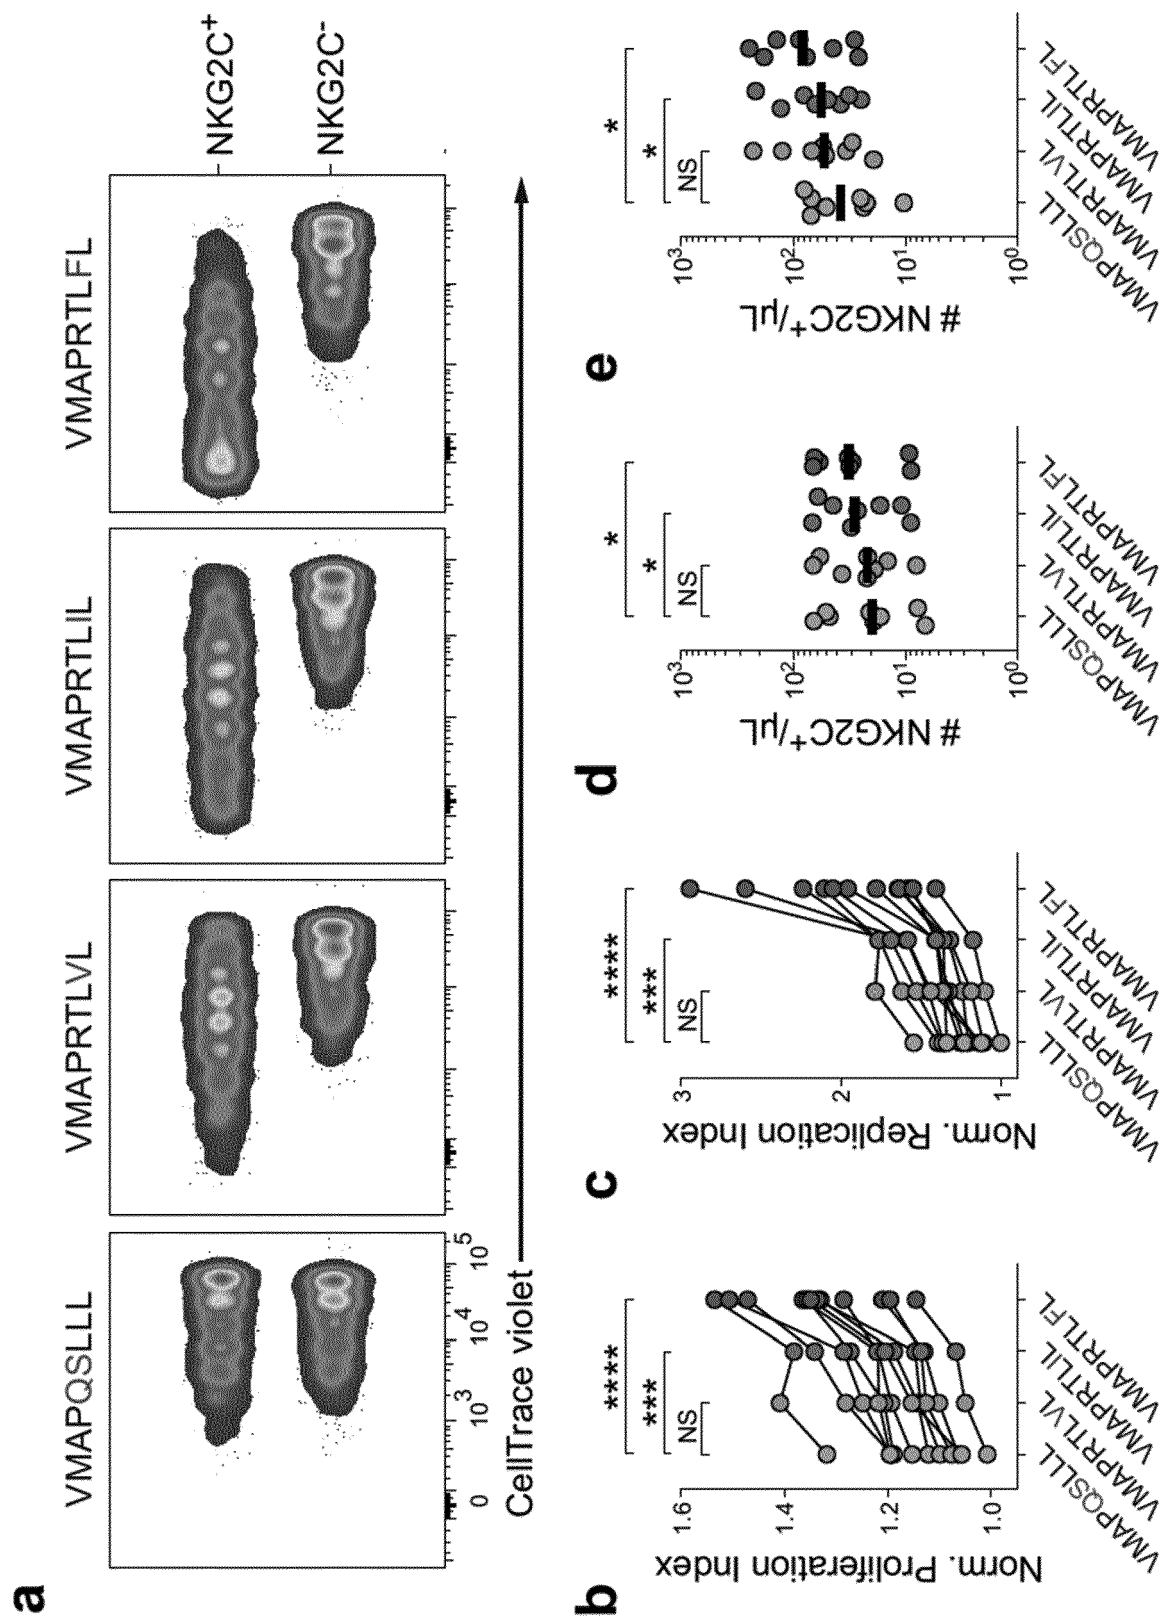 a
VMAPQSLLL
VMAPRTLVL
VMAPRTLIL
VMAPRTLFL
NKG2C+
NKG2C-
0 10^3 10^4 10^5
CellTrace violet
b
Norm. Proliferation Index
1.6
1.4
1.2
1.0
NS
***
****
VMAPQSLLL
VMAPRTLVL
VMAPRTLIL
VMAPRTLFL
c
Norm. Replication Index
3
2
1
NS
***
****
VMAPQSLLL
VMAPRTLVL
VMAPRTLIL
VMAPRTLFL
d
# NKG2C+/µL
10^3
10^2
10^1
10^0
NS
*
*
VMAPQSLLL
VMAPRTLVL
VMAPRTLIL
VMAPRTLFL
e
# NKG2C+/µL
10^3
10^2
10^1
10^0
NS
*
*
VMAPQSLLL
VMAPRTLVL
VMAPRTLIL
VMAPRTLFL